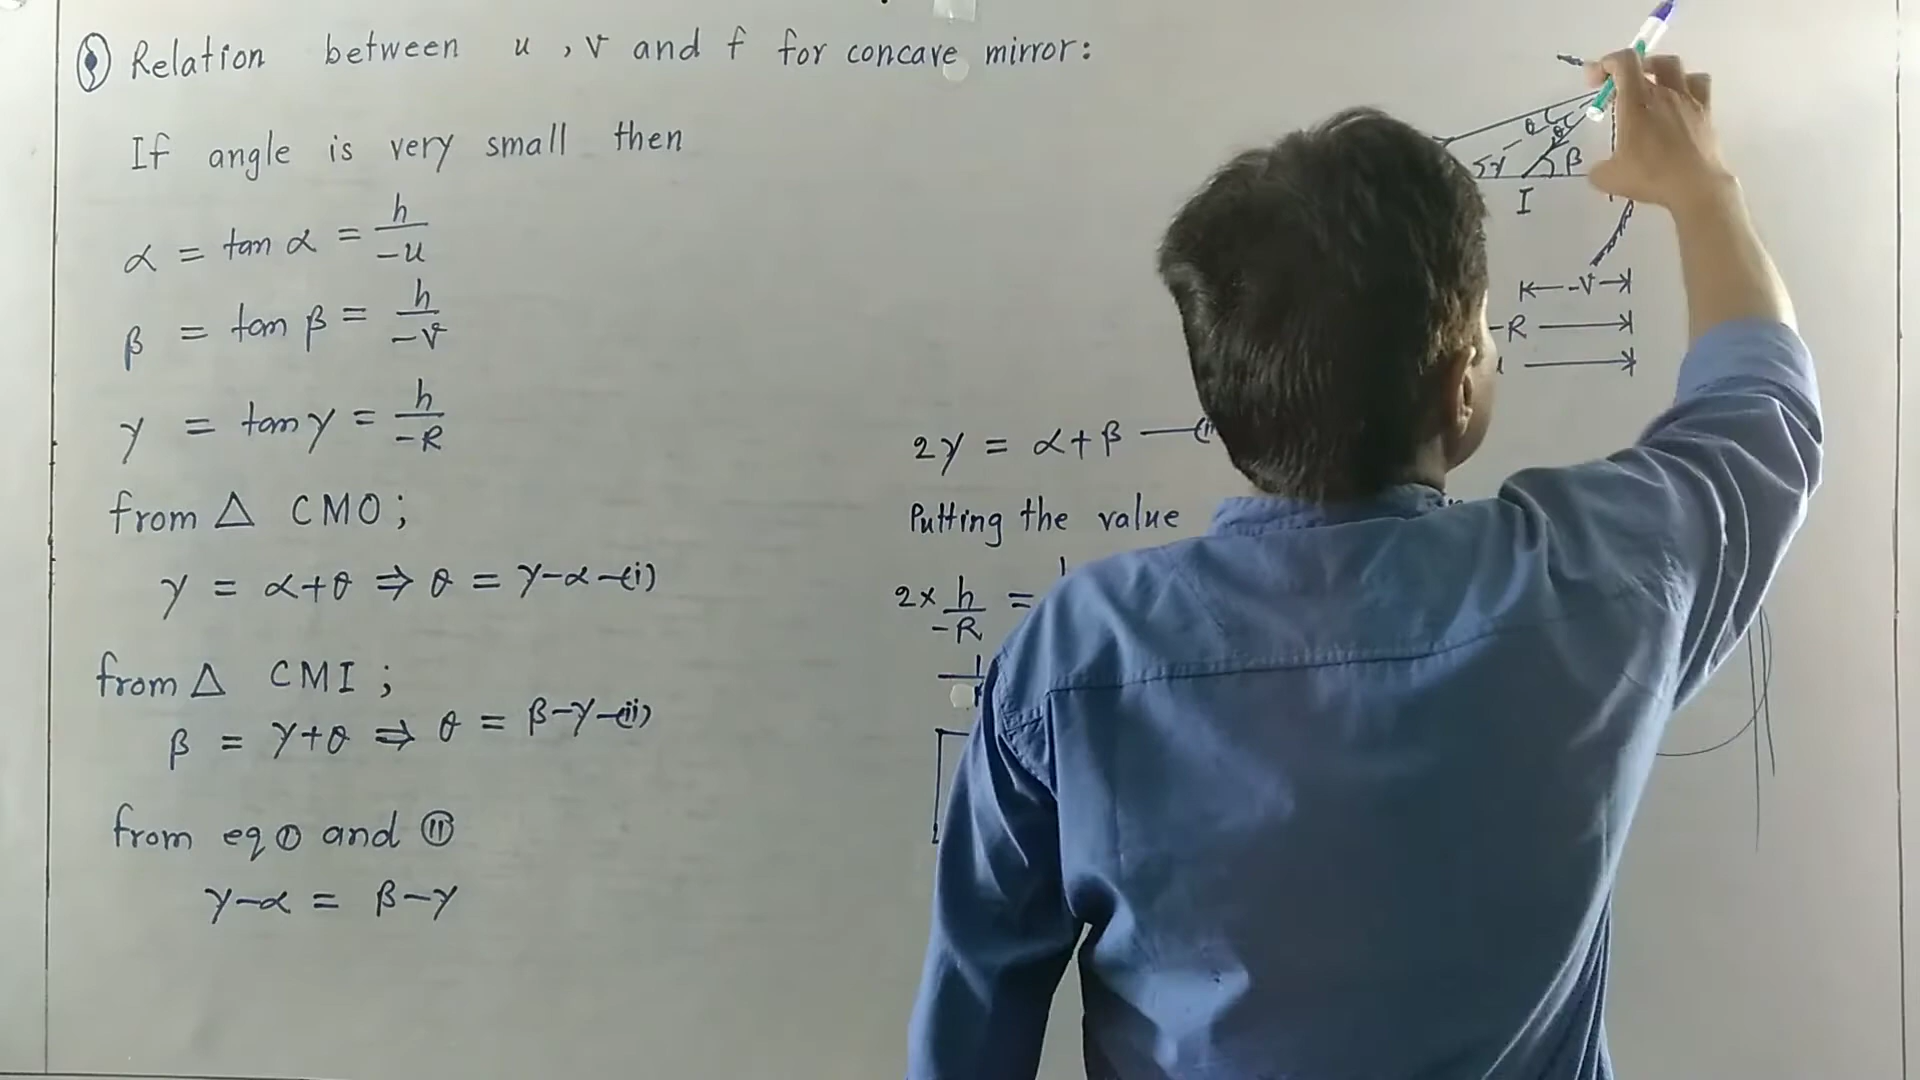 Relation between u, v and f for concave mirror:
If angle is very small then
α = tan α = h/-u
β = tan β = h/-v
γ = tan γ = h/-R
from △ CMO;
γ = α+θ ⇒ θ = γ-α -(i)
from △ CMI;
β = γ+θ ⇒ θ = β-γ -(ii)
from eq ① and ⑪
γ-α = β-γ
θ
θ
γ
β
I
-v
-R
2γ = α+β
Putting the value
2× h/-R =